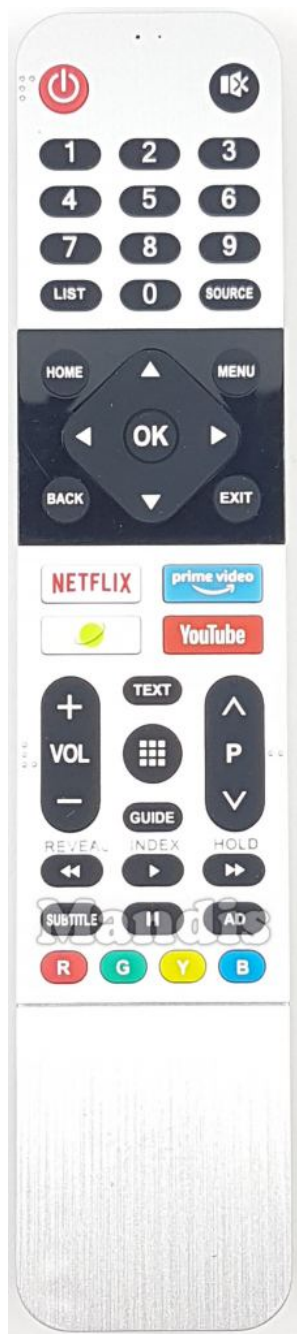 1 2 3
4 5 6
7 8 9
LIST 0 SOURCE
HOME MENU
OK
BACK EXIT
NETFLIX prime video
YouTube
TEXT
+ VOL − P
GUIDE
REVEAL INDEX HOLD
SUBTITLE AD
Mandis
R G Y B